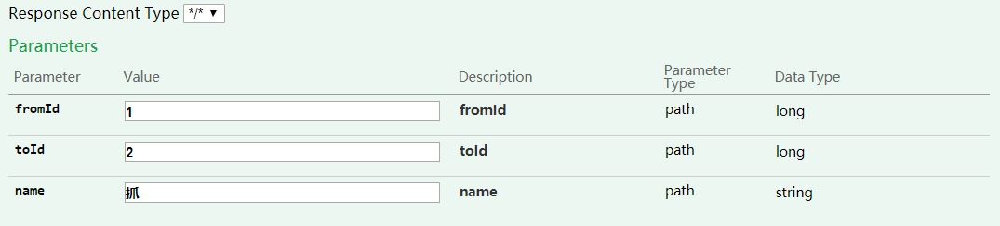 Response Content Type */* ▼
Parameters
Parameter Value Description Parameter Type Data Type
fromId 1 fromId path long
toId 2 toId path long
name 抓 name path string